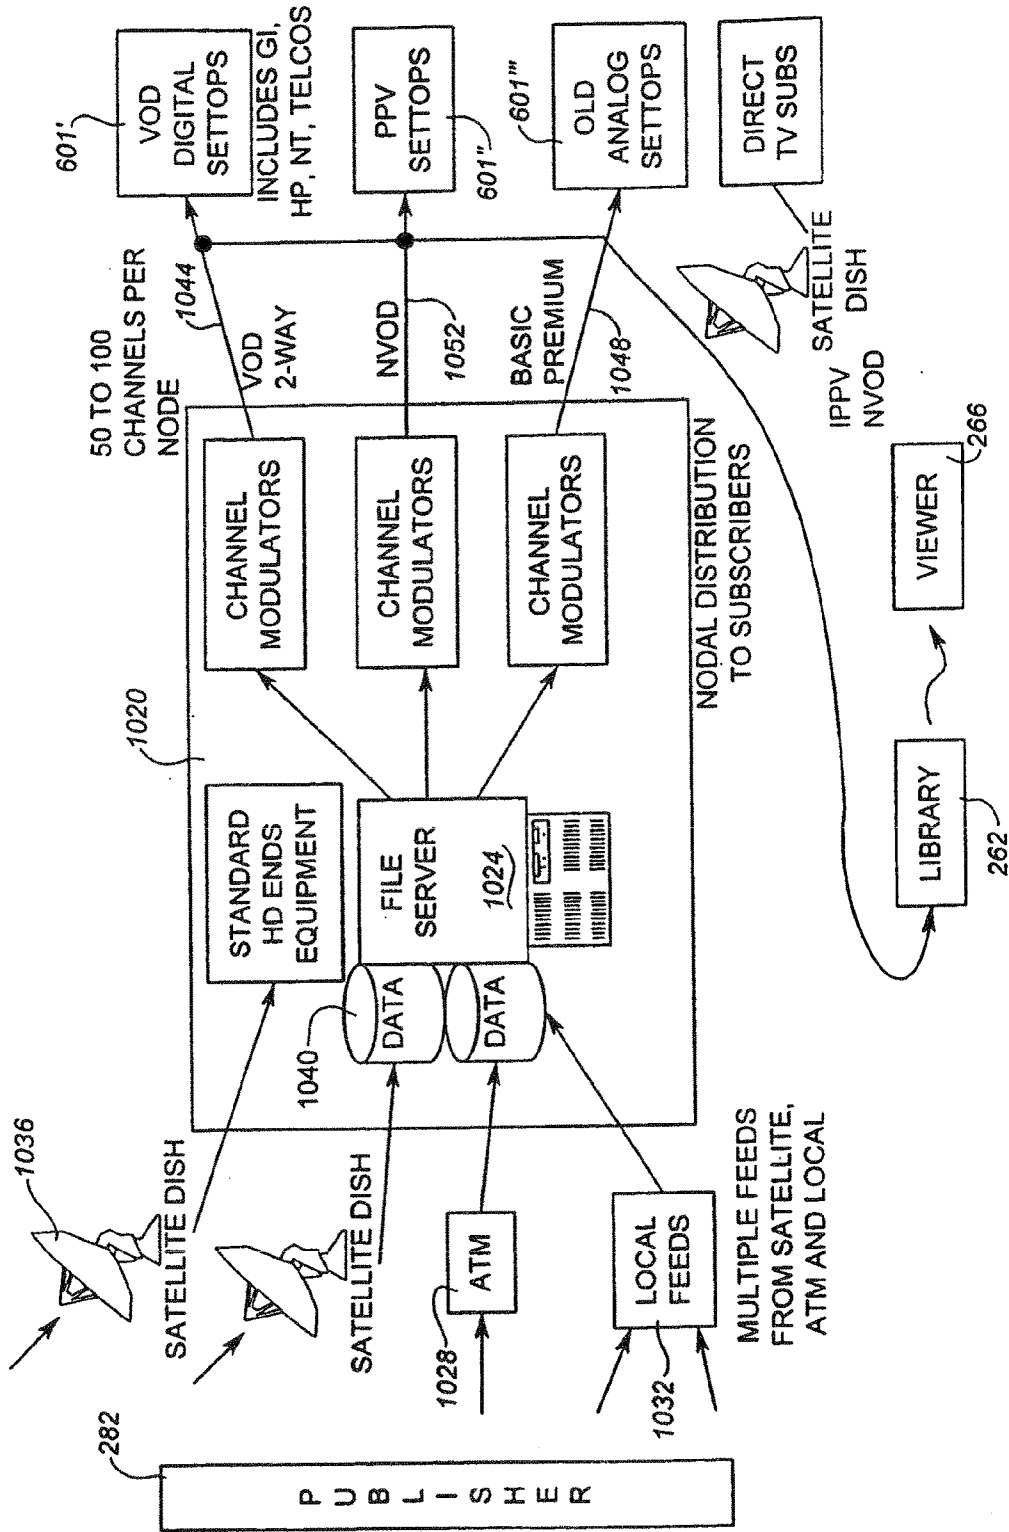 282
PUBLISHER
1036
SATELLITE DISH
SATELLITE DISH
1028
ATM
1032
LOCAL
FEEDS
MULTIPLE FEEDS
FROM SATELLITE,
ATM AND LOCAL
1020
STANDARD
HD ENDS
EQUIPMENT
1040
DATA
DATA
FILE
SERVER
1024
CHANNEL
MODULATORS
CHANNEL
MODULATORS
CHANNEL
MODULATORS
NODAL DISTRIBUTION
TO SUBSCRIBERS
50 TO 100
CHANNELS PER
NODE
1044
VOD
2-WAY
NVOD
1052
BASIC
PREMIUM
1048
601'
VOD
DIGITAL
SETTOPS
INCLUDES GI,
HP, NT, TELCOS
PPV
SETTOPS
601"
601'"
OLD
ANALOG
SETTOPS
DIRECT
TV SUBS
SATELLITE
DISH
IPPV
NVOD
LIBRARY
262
VIEWER
266